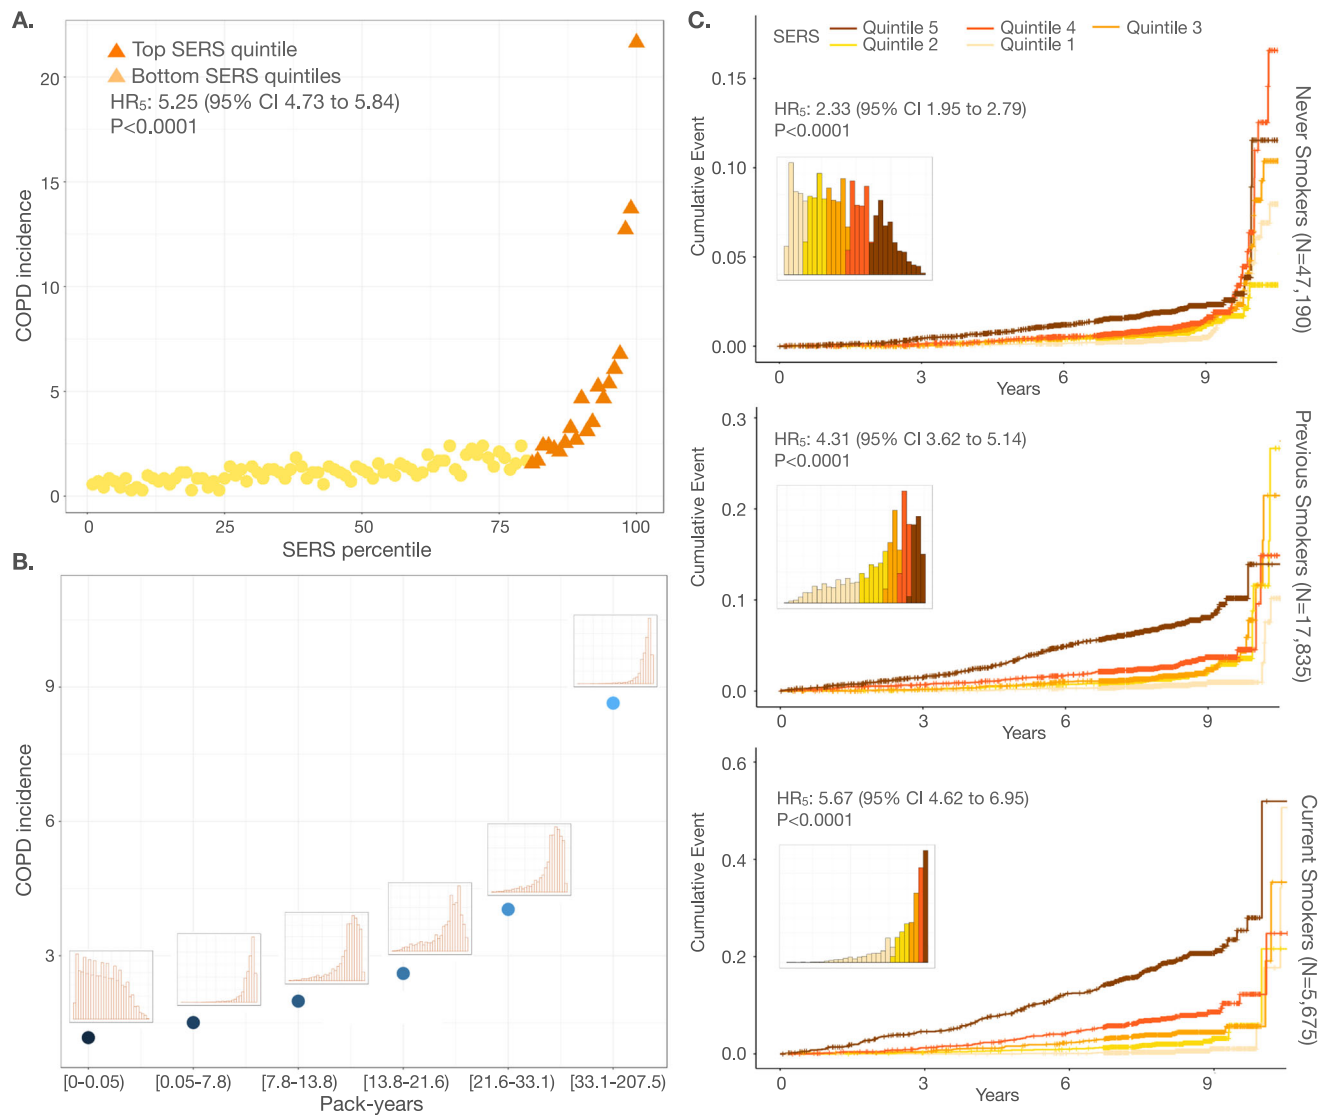 A.
Top SERS quintile
Bottom SERS quintiles
HR₅: 5.25 (95% CI 4.73 to 5.84)
P<0.0001
COPD incidence
20
15
10
5
0
0 25 50 75 100
SERS percentile
B.
COPD incidence
9
6
3
[0–0.05) [0.05–7.8) [7.8–13.8) [13.8–21.6) [21.6–33.1) [33.1–207.5)
Pack-years
C.
SERS Quintile 5 Quintile 4 Quintile 3
Quintile 2 Quintile 1
HR₅: 2.33 (95% CI 1.95 to 2.79)
P<0.0001
Cumulative Event
0.15
0.10
0.05
0.00
0 3 6 9
Years
Never Smokers (N=47,190)
HR₅: 4.31 (95% CI 3.62 to 5.14)
P<0.0001
Cumulative Event
0.3
0.2
0.1
0.0
0 3 6 9
Years
Previous Smokers (N=17,835)
HR₅: 5.67 (95% CI 4.62 to 6.95)
P<0.0001
Cumulative Event
0.6
0.4
0.2
0.0
0 3 6 9
Years
Current Smokers (N=5,675)